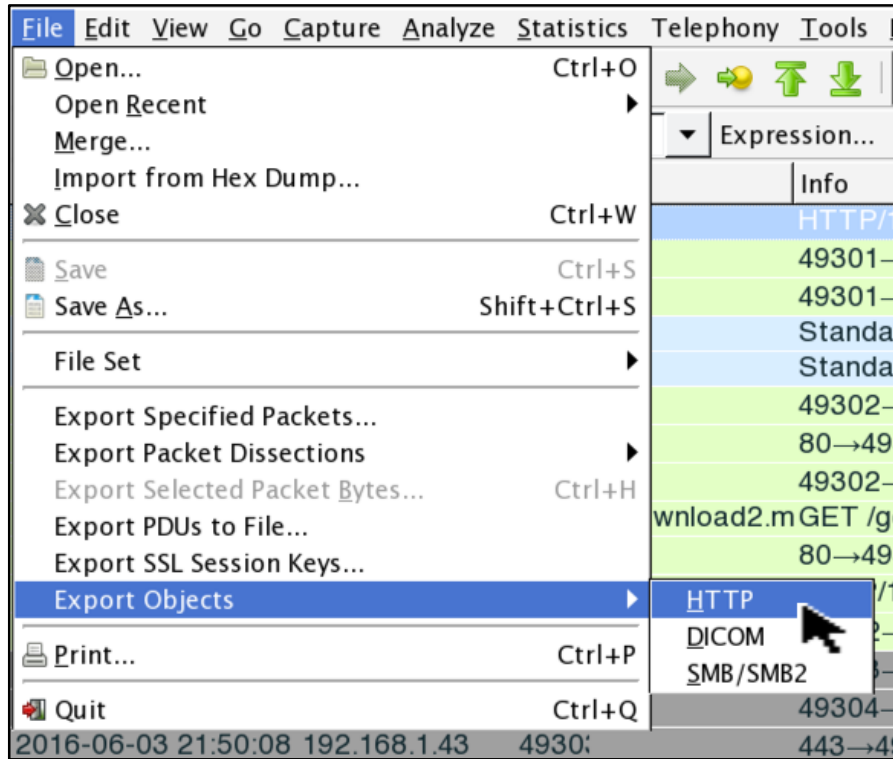 File Edit View Go Capture Analyze Statistics Telephony Tools
Open... Ctrl+O
Open Recent
Merge...
Expression...
Import from Hex Dump...
Info
Close Ctrl+W
HTTP/1
49301→
Save Ctrl+S
49301→
Save As... Shift+Ctrl+S
Standa
File Set
Standa
Export Specified Packets...
49302→
Export Packet Dissections
80→49
Export Selected Packet Bytes... Ctrl+H
49302→
Export PDUs to File...
wnload2.m GET /g
Export SSL Session Keys...
80→49
Export Objects
HTTP
DICOM
SMB/SMB2
Print... Ctrl+P
Quit Ctrl+Q
49304→
2016-06-03 21:50:08 192.168.1.43 4930
443→49